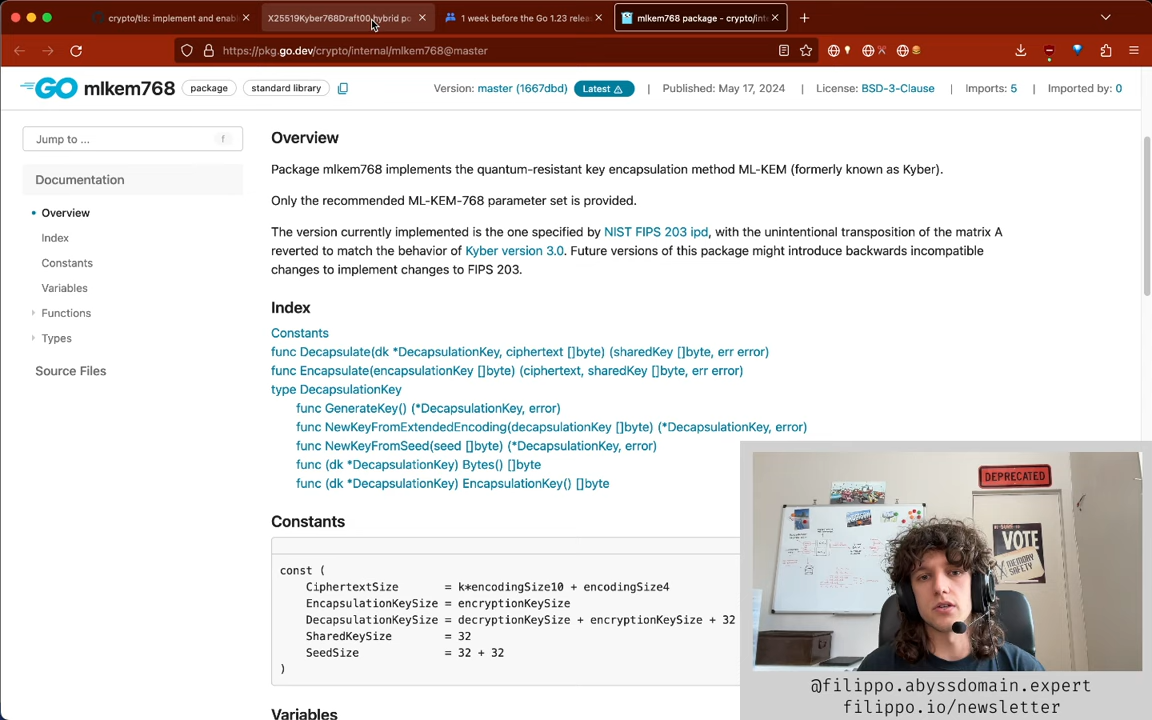 crypto/tls: implement and enab
X25519Kyber768Draft00 hybrid po
1 week before the Go 1.23 relea
mlkem768 package - crypto/inte
https://pkg.go.dev/crypto/internal/mlkem768@master
GO mlkem768 package standard library
Version: master (1667dbd) Latest | Published: May 17, 2024 | License: BSD-3-Clause | Imports: 5 | Imported by: 0
Jump to ... f
Documentation
Overview
Index
Constants
Variables
Functions
Types
Source Files
Overview
Package mlkem768 implements the quantum-resistant key encapsulation method ML-KEM (formerly known as Kyber).
Only the recommended ML-KEM-768 parameter set is provided.
The version currently implemented is the one specified by NIST FIPS 203 ipd, with the unintentional transposition of the matrix A
reverted to match the behavior of Kyber version 3.0. Future versions of this package might introduce backwards incompatible
changes to implement changes to FIPS 203.
Index
Constants
func Decapsulate(dk *DecapsulationKey, ciphertext []byte) (sharedKey []byte, err error)
func Encapsulate(encapsulationKey []byte) (ciphertext, sharedKey []byte, err error)
type DecapsulationKey
func GenerateKey() (*DecapsulationKey, error)
func NewKeyFromExtendedEncoding(decapsulationKey []byte) (*DecapsulationKey, error)
func NewKeyFromSeed(seed []byte) (*DecapsulationKey, error)
func (dk *DecapsulationKey) Bytes() []byte
func (dk *DecapsulationKey) EncapsulationKey() []byte
Constants
const (
CiphertextSize = k*encodingSize10 + encodingSize4
EncapsulationKeySize = encryptionKeySize
DecapsulationKeySize = decryptionKeySize + encryptionKeySize + 32
SharedKeySize = 32
SeedSize = 32 + 32
)
Variables
DEPRECATED
VOTE
MEMORY
SAFETY
@filippo.abyssdomain.expert
filippo.io/newsletter